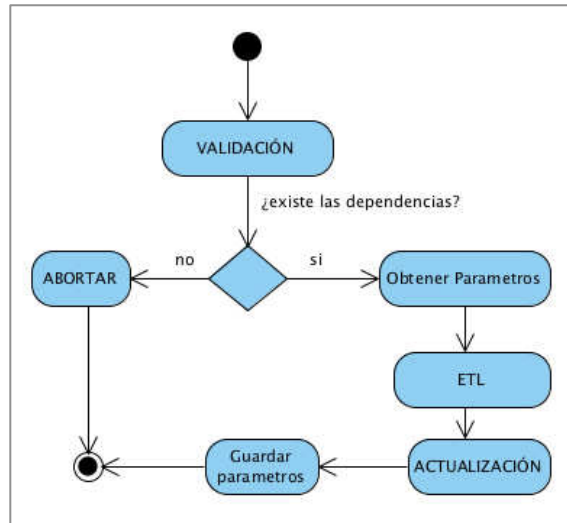 VALIDACIÓN
¿existe las dependencias?
no
si
ABORTAR
Obtener Parametros
ETL
Guardar
parametros
ACTUALIZACIÓN